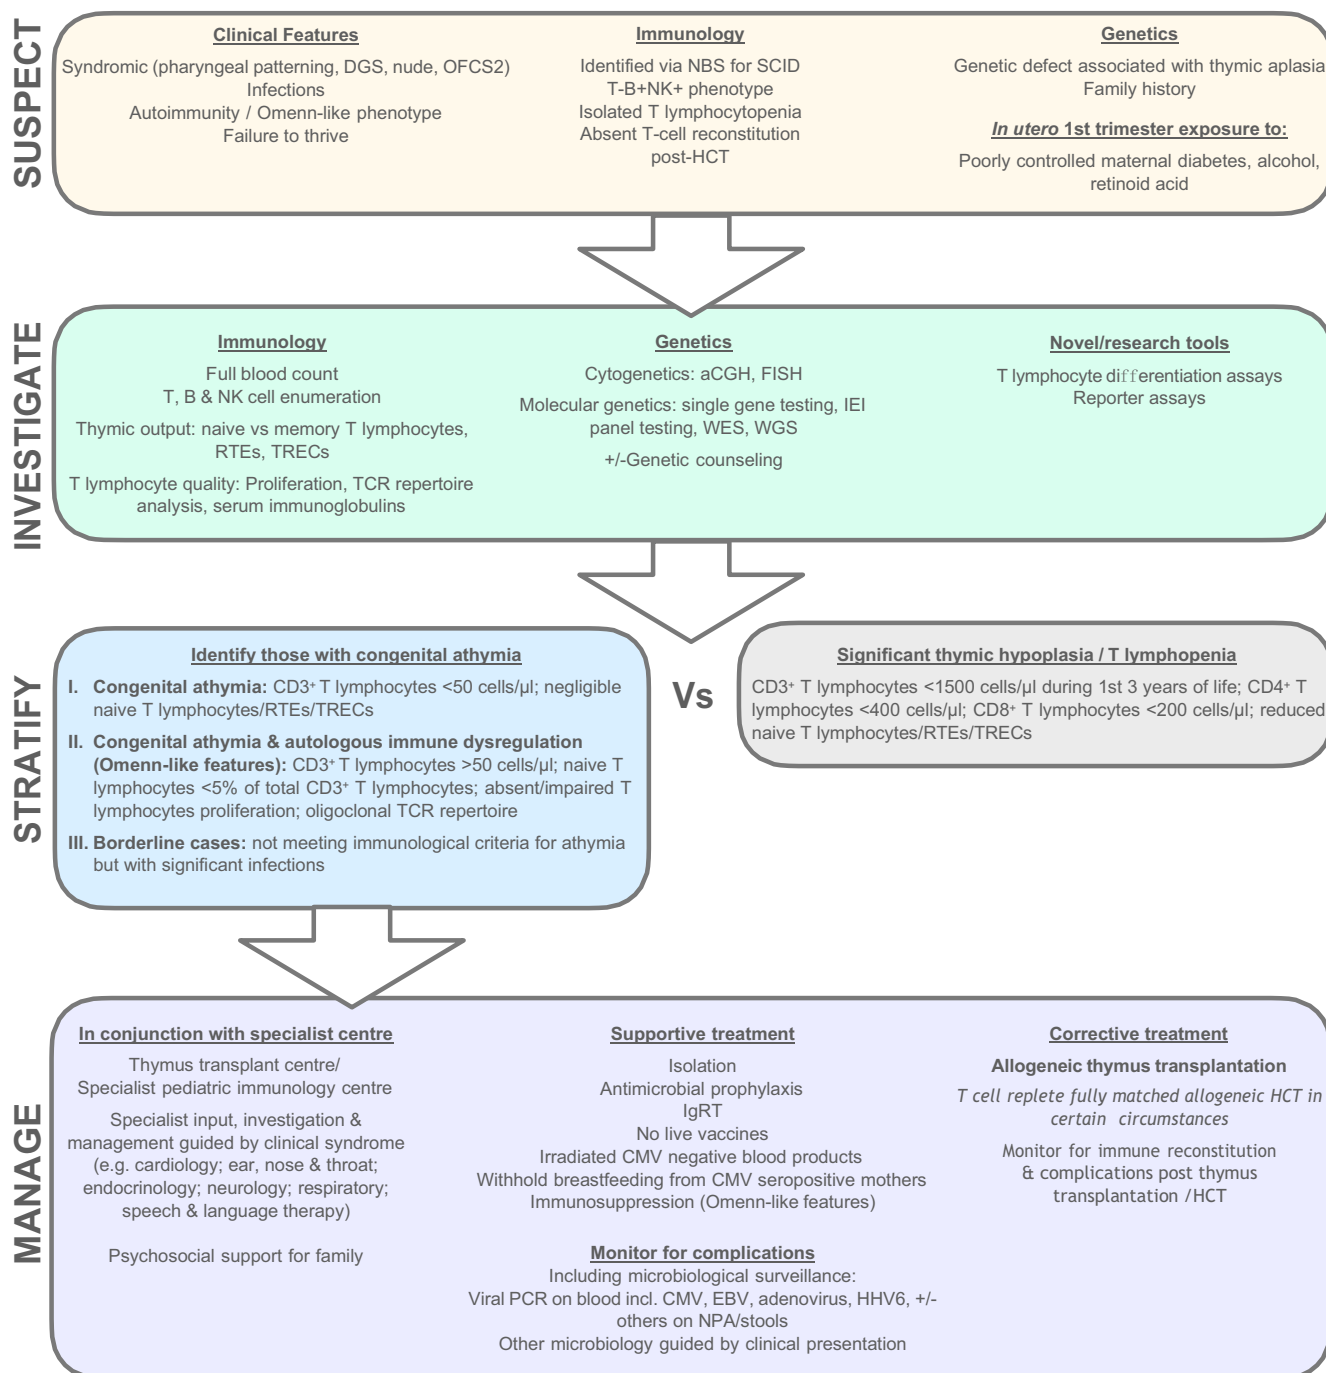 SUSPECT
Clinical Features
Syndromic (pharyngeal patterning, DGS, nude, OFCS2)
Infections
Autoimmunity / Omenn-like phenotype
Failure to thrive
Immunology
Identified via NBS for SCID
T-B+NK+ phenotype
Isolated T lymphocytopenia
Absent T-cell reconstitution
post-HCT
Genetics
Genetic defect associated with thymic aplasia
Family history
In utero 1st trimester exposure to:
Poorly controlled maternal diabetes, alcohol,
retinoid acid
INVESTIGATE
Immunology
Full blood count
T, B & NK cell enumeration
Thymic output: naive vs memory T lymphocytes,
RTEs, TRECs
T lymphocyte quality: Proliferation, TCR repertoire
analysis, serum immunoglobulins
Genetics
Cytogenetics: aCGH, FISH
Molecular genetics: single gene testing, IEI
panel testing, WES, WGS
+/-Genetic counseling
Novel/research tools
T lymphocyte differentiation assays
Reporter assays
STRATIFY
Identify those with congenital athymia
I. Congenital athymia: CD3+ T lymphocytes <50 cells/µl; negligible
naive T lymphocytes/RTEs/TRECs
II. Congenital athymia & autologous immune dysregulation
(Omenn-like features): CD3+ T lymphocytes >50 cells/µl; naive T
lymphocytes <5% of total CD3+ T lymphocytes; absent/impaired T
lymphocytes proliferation; oligoclonal TCR repertoire
III. Borderline cases: not meeting immunological criteria for athymia
but with significant infections
Vs
Significant thymic hypoplasia / T lymphopenia
CD3+ T lymphocytes <1500 cells/µl during 1st 3 years of life; CD4+ T
lymphocytes <400 cells/µl; CD8+ T lymphocytes <200 cells/µl; reduced
naive T lymphocytes/RTEs/TRECs
MANAGE
In conjunction with specialist centre
Thymus transplant centre/
Specialist pediatric immunology centre
Specialist input, investigation &
management guided by clinical syndrome
(e.g. cardiology; ear, nose & throat;
endocrinology; neurology; respiratory;
speech & language therapy)
Psychosocial support for family
Supportive treatment
Isolation
Antimicrobial prophylaxis
IgRT
No live vaccines
Irradiated CMV negative blood products
Withhold breastfeeding from CMV seropositive mothers
Immunosuppression (Omenn-like features)
Monitor for complications
Including microbiological surveillance:
Viral PCR on blood incl. CMV, EBV, adenovirus, HHV6, +/-
others on NPA/stools
Other microbiology guided by clinical presentation
Corrective treatment
Allogeneic thymus transplantation
T cell replete fully matched allogeneic HCT in
certain circumstances
Monitor for immune reconstitution
& complications post thymus
transplantation /HCT